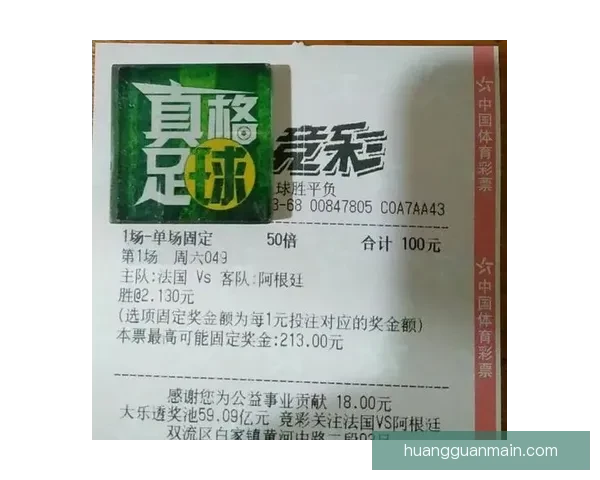 真格
足球
竞彩
球胜平负
3-68 00847805 C0A7AA43
1场-单场固定 50倍 合计 100元
第1场 周六049
主队:法国 Vs 客队:阿根廷
胜@2.130元
(选项固定奖金额为每1元投注对应的奖金额)
本票最高可能固定奖金:213.00元
感谢您为公益事业贡献 18.00元
大乐透奖池59.09亿元 竞彩关注法国VS阿根廷
双流区白家镇黄河中路二段
中国体育彩票
中国体育彩票
huangguanmain.com